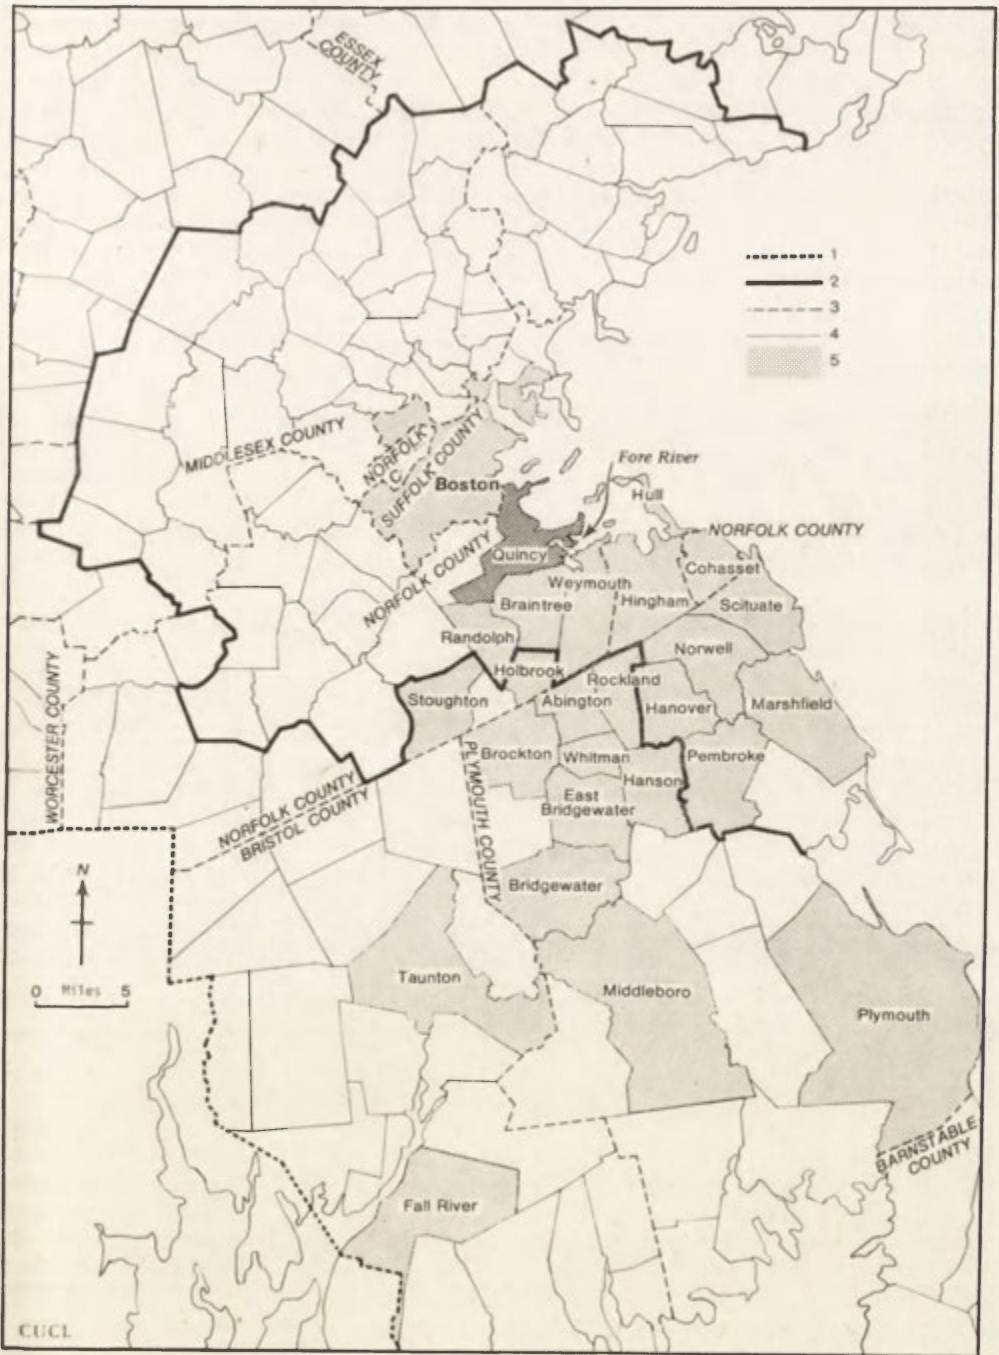 ESSEX
COUNTY
1
2
3
4
5
MIDDLESEX COUNTY
NORFOLK
C.
SUFFOLK COUNTY
Boston
Fore River
Hull
NORFOLK COUNTY
Quincy
Cohasset
NORFOLK COUNTY
Weymouth
Braintree
Hingham
Scituate
Randolph
Norwell
Holbrook
Rockland
Stoughton
Abington
Hanover
Marshfield
WORCESTER COUNTY
Brockton
Whitman
Pembroke
Hanson
East
Bridgewater
PLYMOUTH COUNTY
NORFOLK COUNTY
BRISTOL COUNTY
Bridgewater
N
0 Miles 5
Taunton
Middleboro
Plymouth
BARNSTABLE
COUNTY
Fall River
CUCL